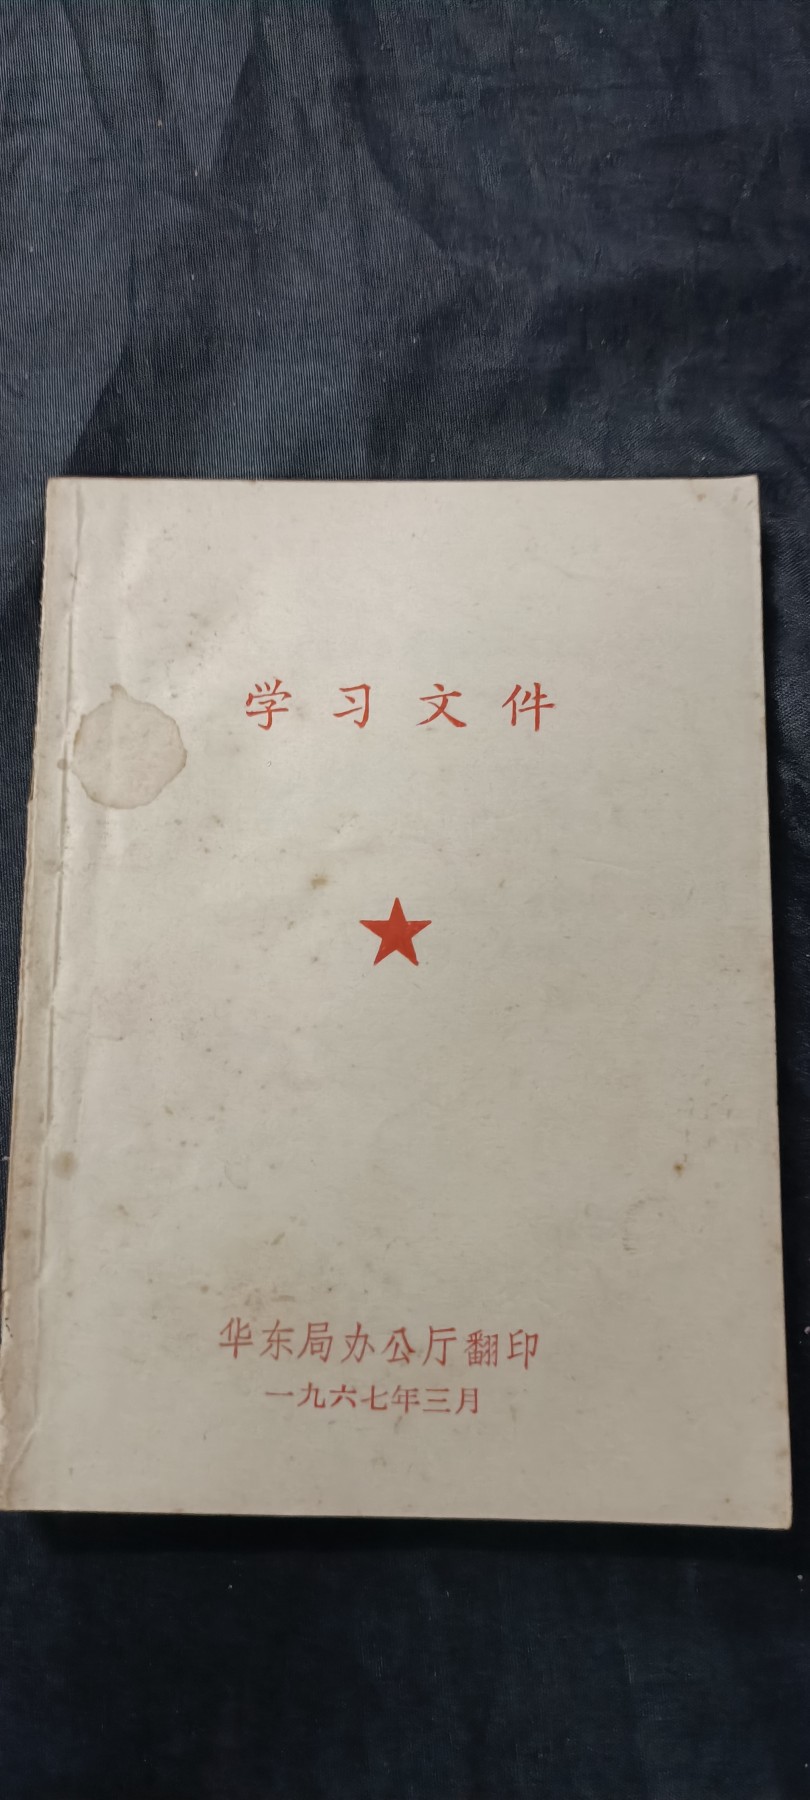 学习文件
华东局办公厅翻印
一九六七年三月